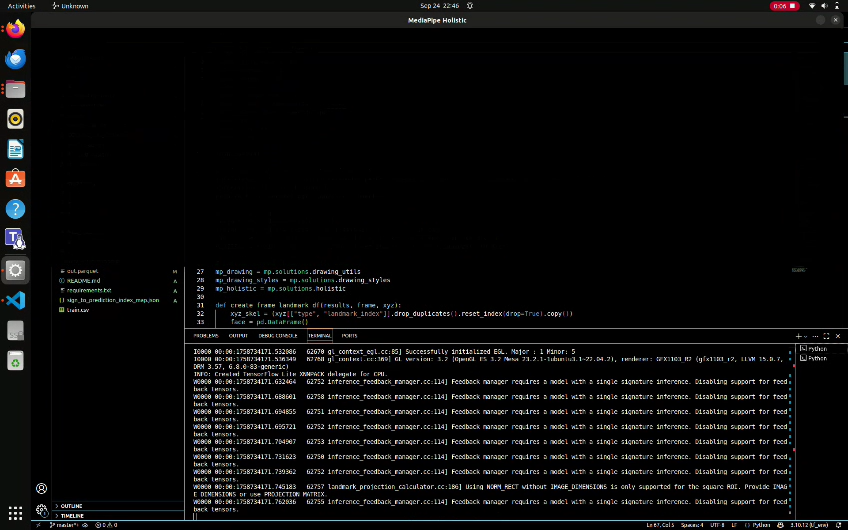 Activities Unknown Sep 24 22:46 0:06
MediaPipe Holistic
out.parquet M
README.md A
requirements.txt A
sign_to_prediction_index_map.json A
train.csv
27 mp_drawing = mp.solutions.drawing_utils
28 mp_drawing_styles = mp.solutions.drawing_styles
29 mp_holistic = mp.solutions.holistic
30
31 def create_frame_landmark_df(results, frame, xyz):
32 xyz_skel = (xyz[["type", "landmark_index"]].drop_duplicates().reset_index(drop=True).copy())
33 face = pd.DataFrame()
PROBLEMS OUTPUT DEBUG CONSOLE TERMINAL PORTS
Python
Python
I0000 00:00:1758734171.532086 62670 gl_context_egl.cc:85] Successfully initialized EGL. Major : 1 Minor: 5
I0000 00:00:1758734171.536349 62768 gl_context.cc:369] GL version: 3.2 (OpenGL ES 3.2 Mesa 23.2.1-1ubuntu3.1~22.04.2), renderer: GFX1103_R2 (gfx1103_r2, LLVM 15.0.7,
DRM 3.57, 6.8.0-83-generic)
INFO: Created TensorFlow Lite XNNPACK delegate for CPU.
W0000 00:00:1758734171.632464 62752 inference_feedback_manager.cc:114] Feedback manager requires a model with a single signature inference. Disabling support for feed
back tensors.
W0000 00:00:1758734171.688601 62758 inference_feedback_manager.cc:114] Feedback manager requires a model with a single signature inference. Disabling support for feed
back tensors.
W0000 00:00:1758734171.694855 62751 inference_feedback_manager.cc:114] Feedback manager requires a model with a single signature inference. Disabling support for feed
back tensors.
W0000 00:00:1758734171.695721 62752 inference_feedback_manager.cc:114] Feedback manager requires a model with a single signature inference. Disabling support for feed
back tensors.
W0000 00:00:1758734171.704907 62753 inference_feedback_manager.cc:114] Feedback manager requires a model with a single signature inference. Disabling support for feed
back tensors.
W0000 00:00:1758734171.731623 62750 inference_feedback_manager.cc:114] Feedback manager requires a model with a single signature inference. Disabling support for feed
back tensors.
W0000 00:00:1758734171.739362 62752 inference_feedback_manager.cc:114] Feedback manager requires a model with a single signature inference. Disabling support for feed
back tensors.
W0000 00:00:1758734171.745183 62757 landmark_projection_calculator.cc:186] Using NORM_RECT without IMAGE_DIMENSIONS is only supported for the square ROI. Provide IMAG
E_DIMENSIONS or use PROJECTION_MATRIX.
W0000 00:00:1758734171.762036 62755 inference_feedback_manager.cc:114] Feedback manager requires a model with a single signature inference. Disabling support for feed
back tensors.
OUTLINE
TIMELINE
master*+ 0 0 Ln 67, Col 5 Spaces: 4 UTF-8 LF Python